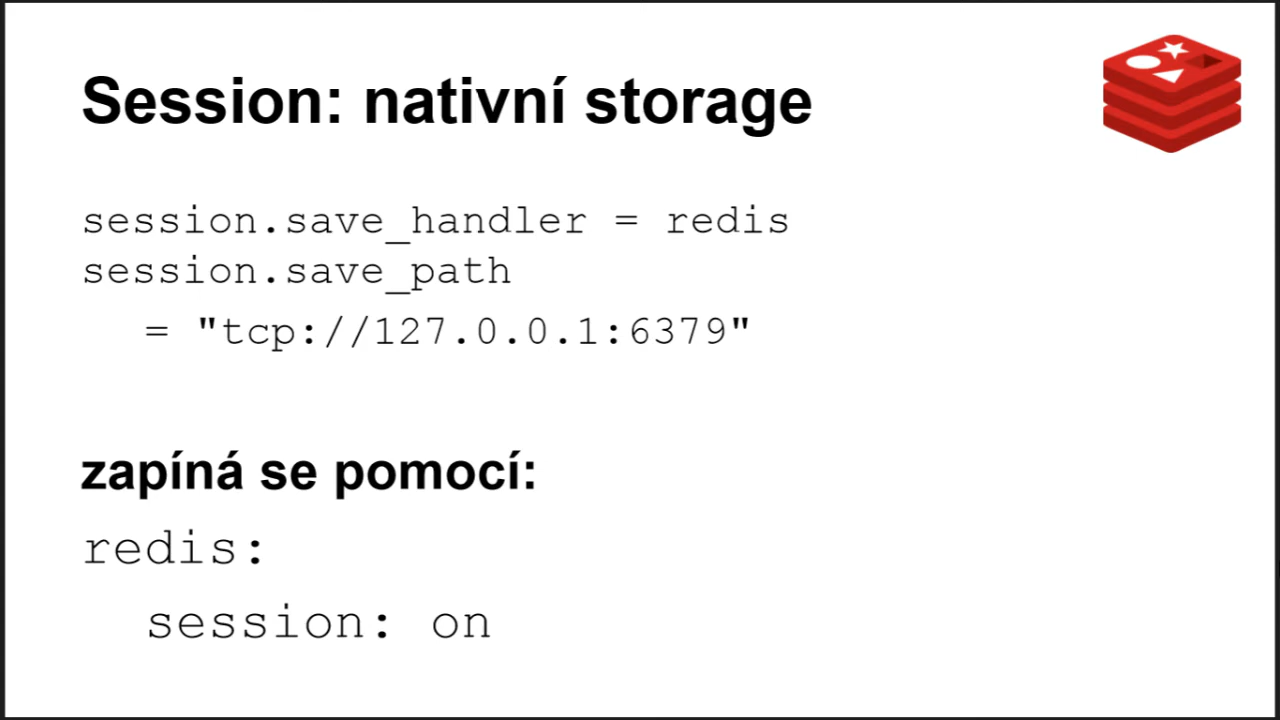 Session: nativní storage
session.save_handler = redis
session.save_path
= "tcp://127.0.0.1:6379"
zapíná se pomocí:
redis:
session: on